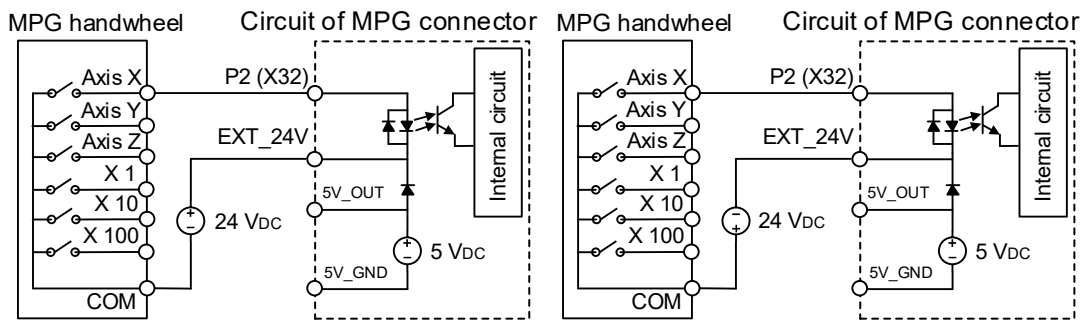 MPG handwheel
Circuit of MPG connector
Axis X
P2 (X32)
Axis Y
EXT_24V
Axis Z
X 1
5V_OUT
X 10
24 VDC
X 100
5 VDC
5V_GND
COM
Internal circuit
MPG handwheel
Circuit of MPG connector
Axis X
P2 (X32)
Axis Y
EXT_24V
Axis Z
X 1
5V_OUT
X 10
24 VDC
X 100
5 VDC
5V_GND
COM
Internal circuit